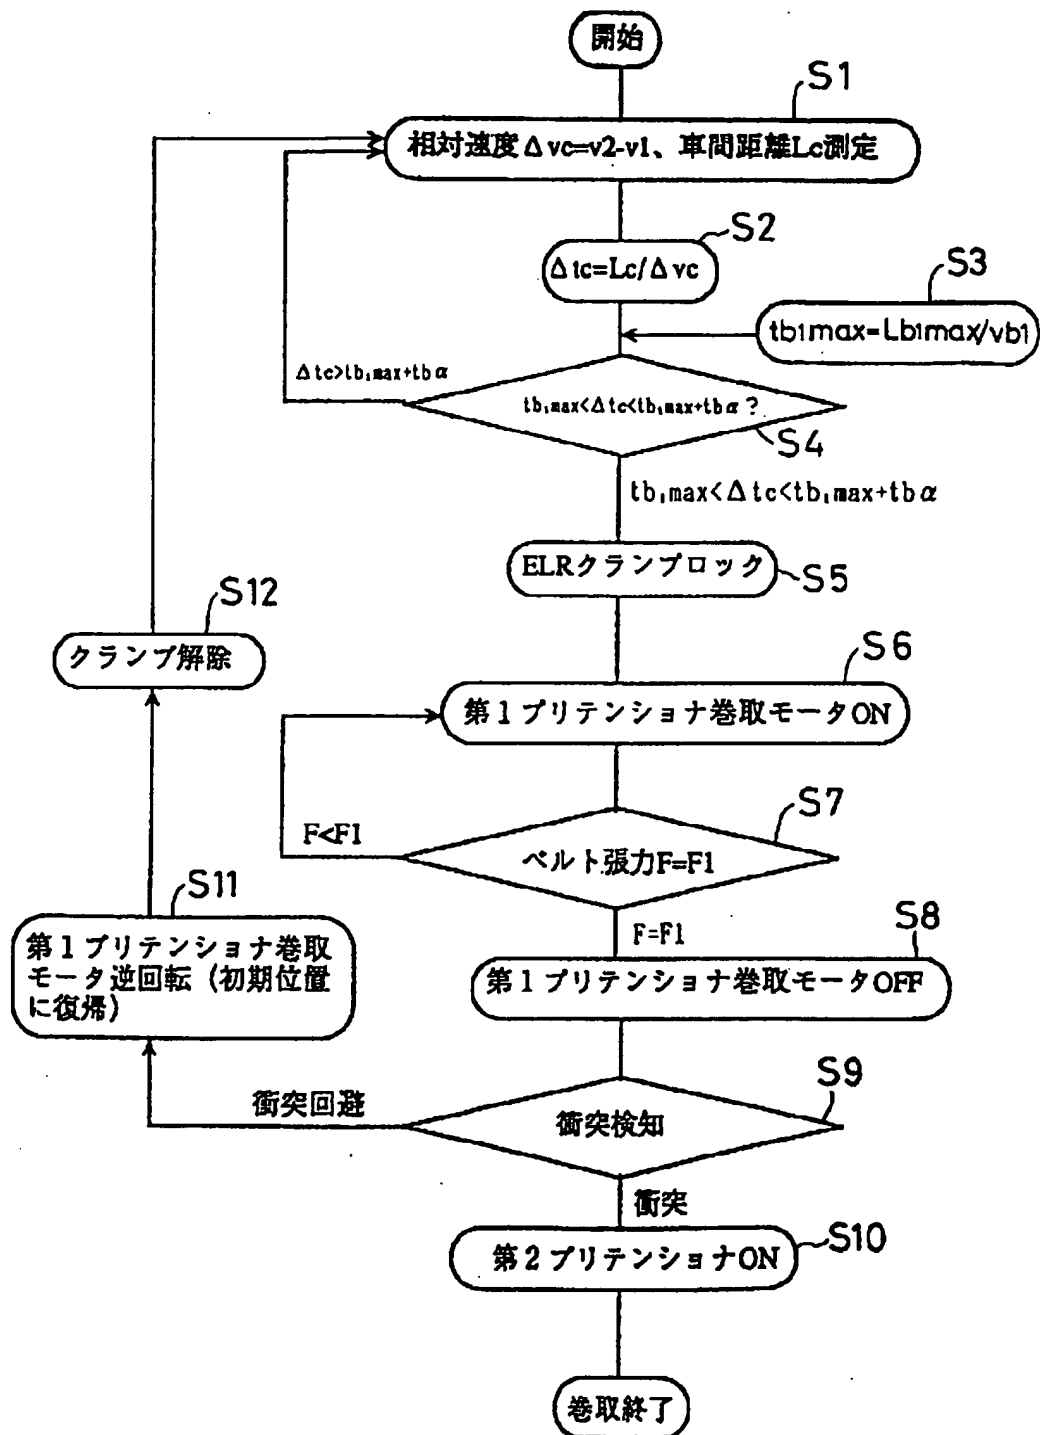 開始
S1
相対速度Δvc=v2-v1、車間距離Lc測定
S2
Δtc=Lc/Δvc
S3
tb1max=Lb1max/vb1
Δtc>tb1max+tbα
tb1max<Δtc<tb1max+tbα?
S4
tb1max<Δtc<tb1max+tbα
ELRクランプロック
S5
S12
クランプ解除
S6
第1プリテンショナ巻取モータON
S7
F<F1
ベルト張力F=F1
S11
第1プリテンショナ巻取
モータ逆回転(初期位置
に復帰)
F=F1
S8
第1プリテンショナ巻取モータOFF
S9
衝突回避
衝突検知
衝突
S10
第2プリテンショナON
巻取終了